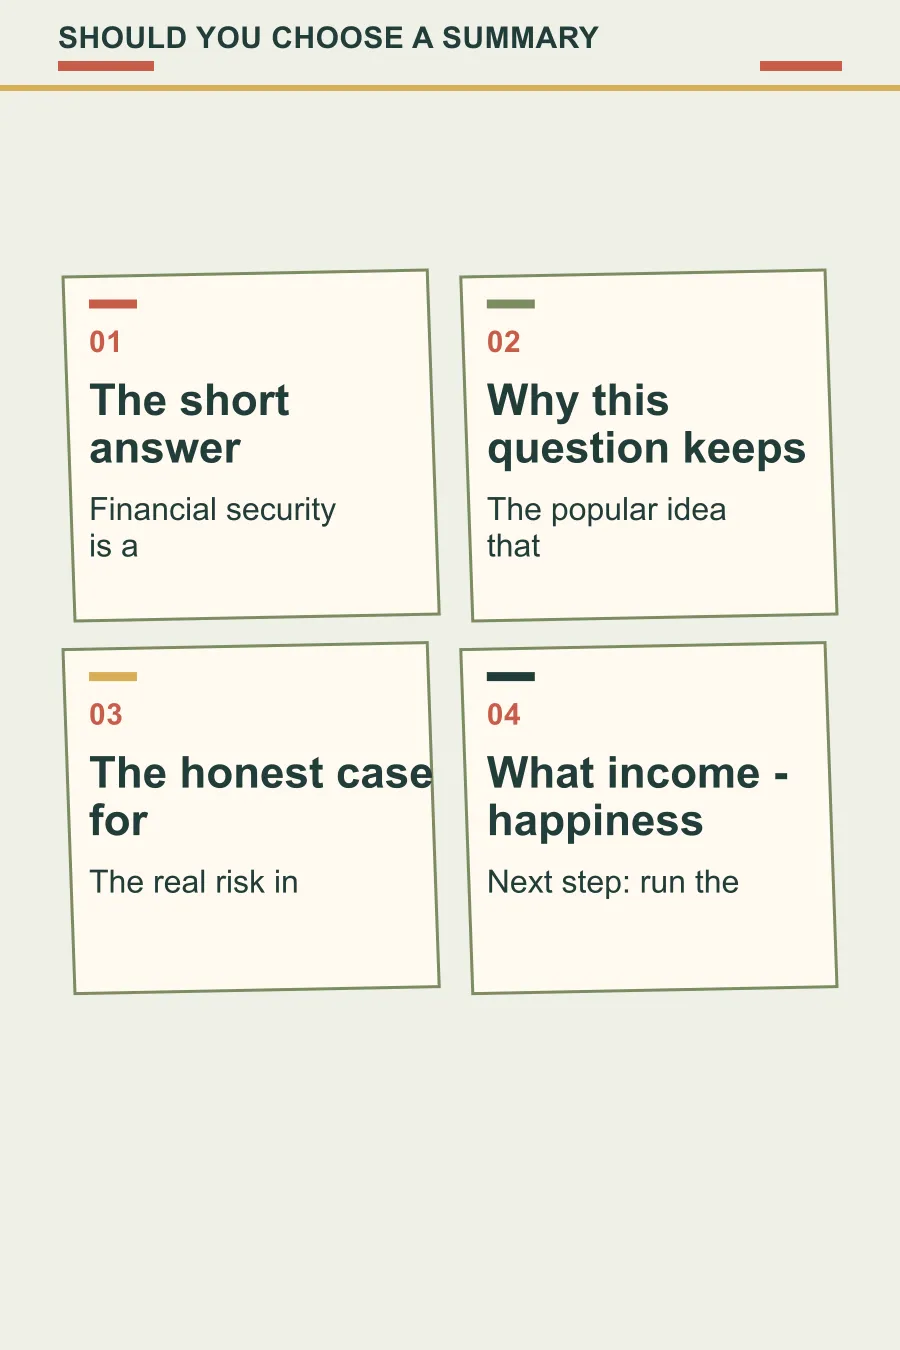 SHOULD YOU CHOOSE A SUMMARY
01
The short
answer
Financial security
is a
02
Why this
question keeps
The popular idea
that
03
The honest case
for
The real risk in
04
What income -
happiness
Next step: run the